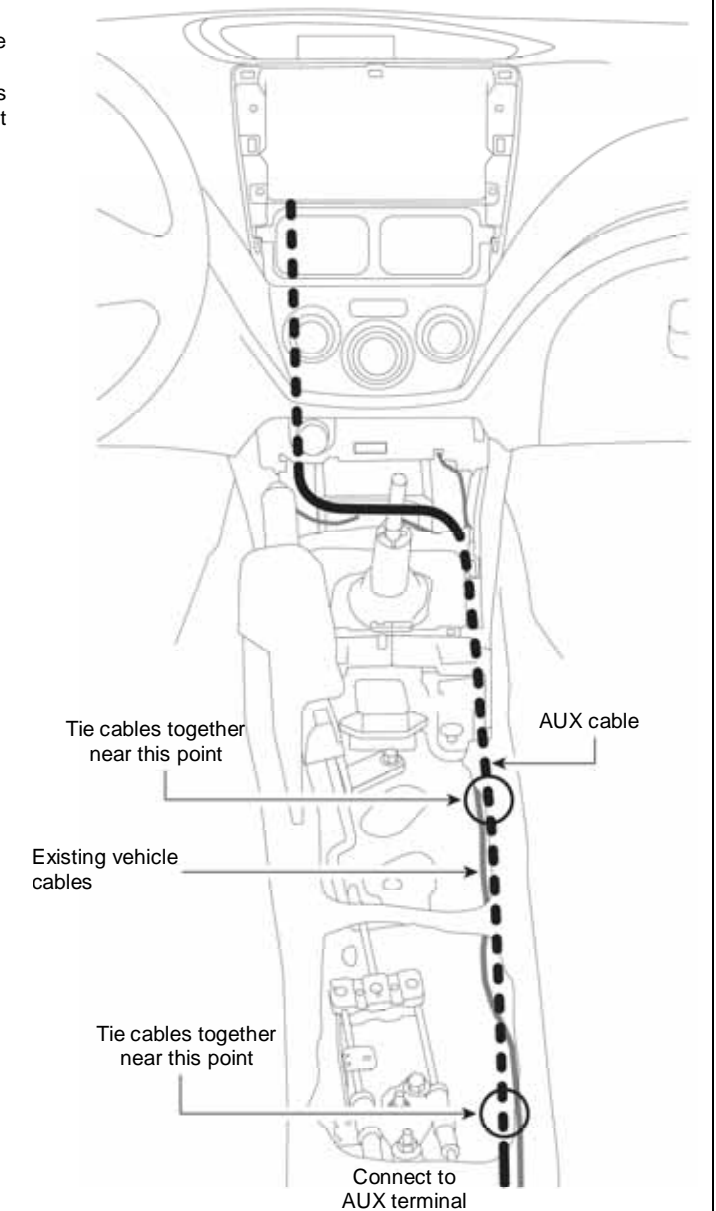 e
s
t
Tie cables together
near this point
AUX cable
Existing vehicle
cables
Tie cables together
near this point
Connect to
AUX terminal